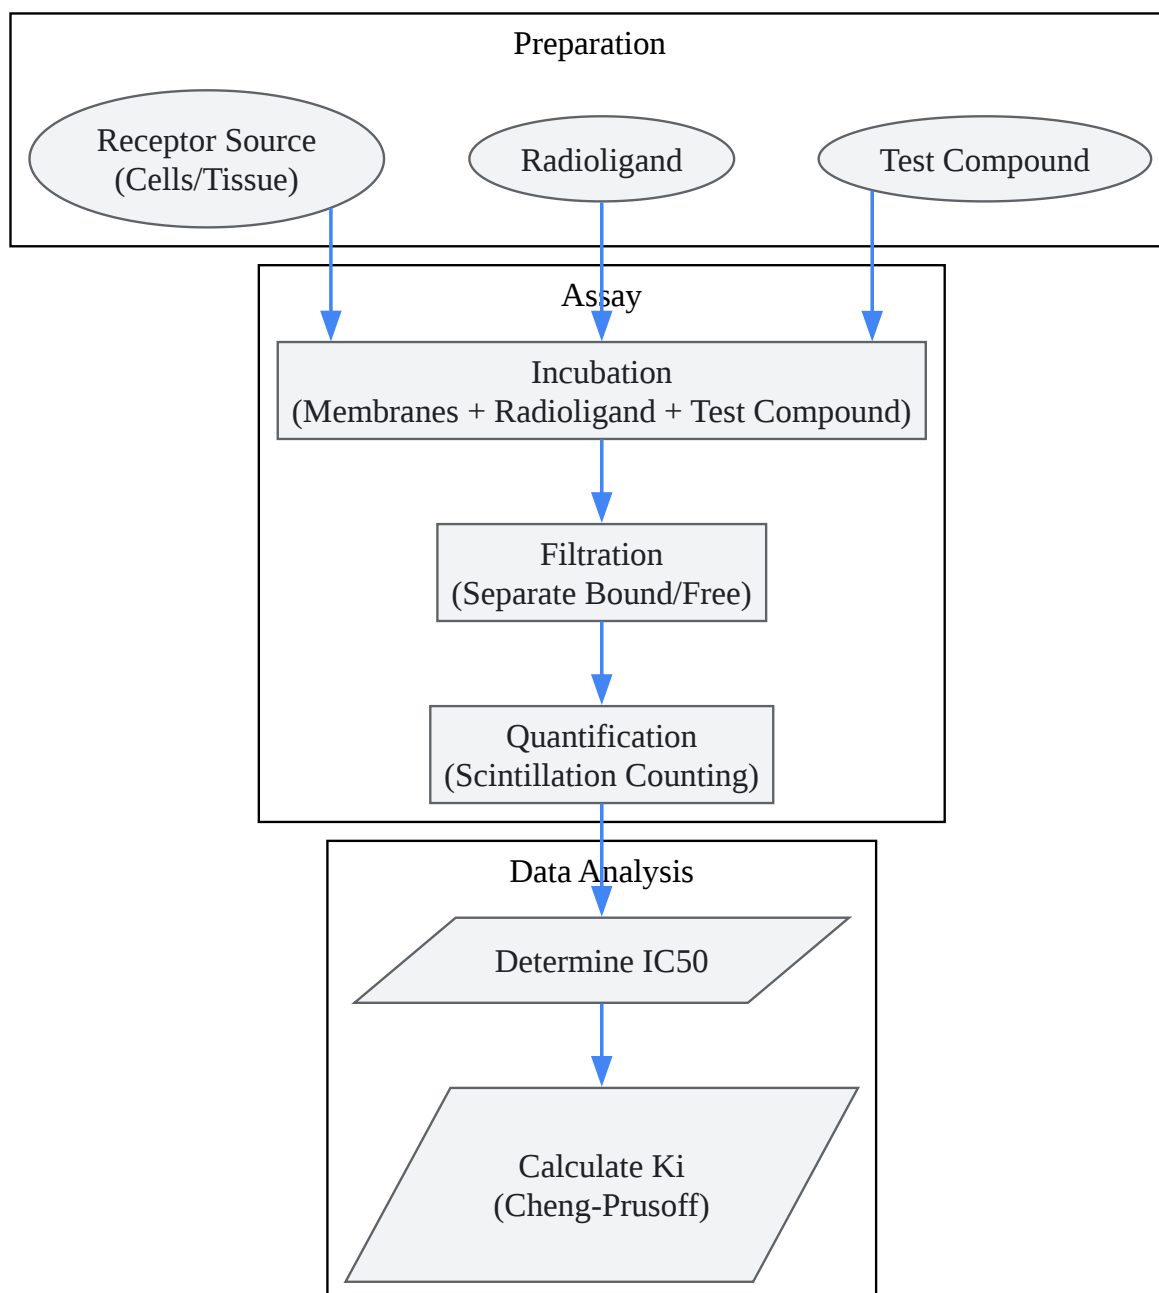 Preparation
Receptor Source
(Cells/Tissue)
Radioligand
Test Compound
Assay
Incubation
(Membranes + Radioligand + Test Compound)
Filtration
(Separate Bound/Free)
Quantification
(Scintillation Counting)
Data Analysis
Determine IC50
Calculate Ki
(Cheng-Prusoff)